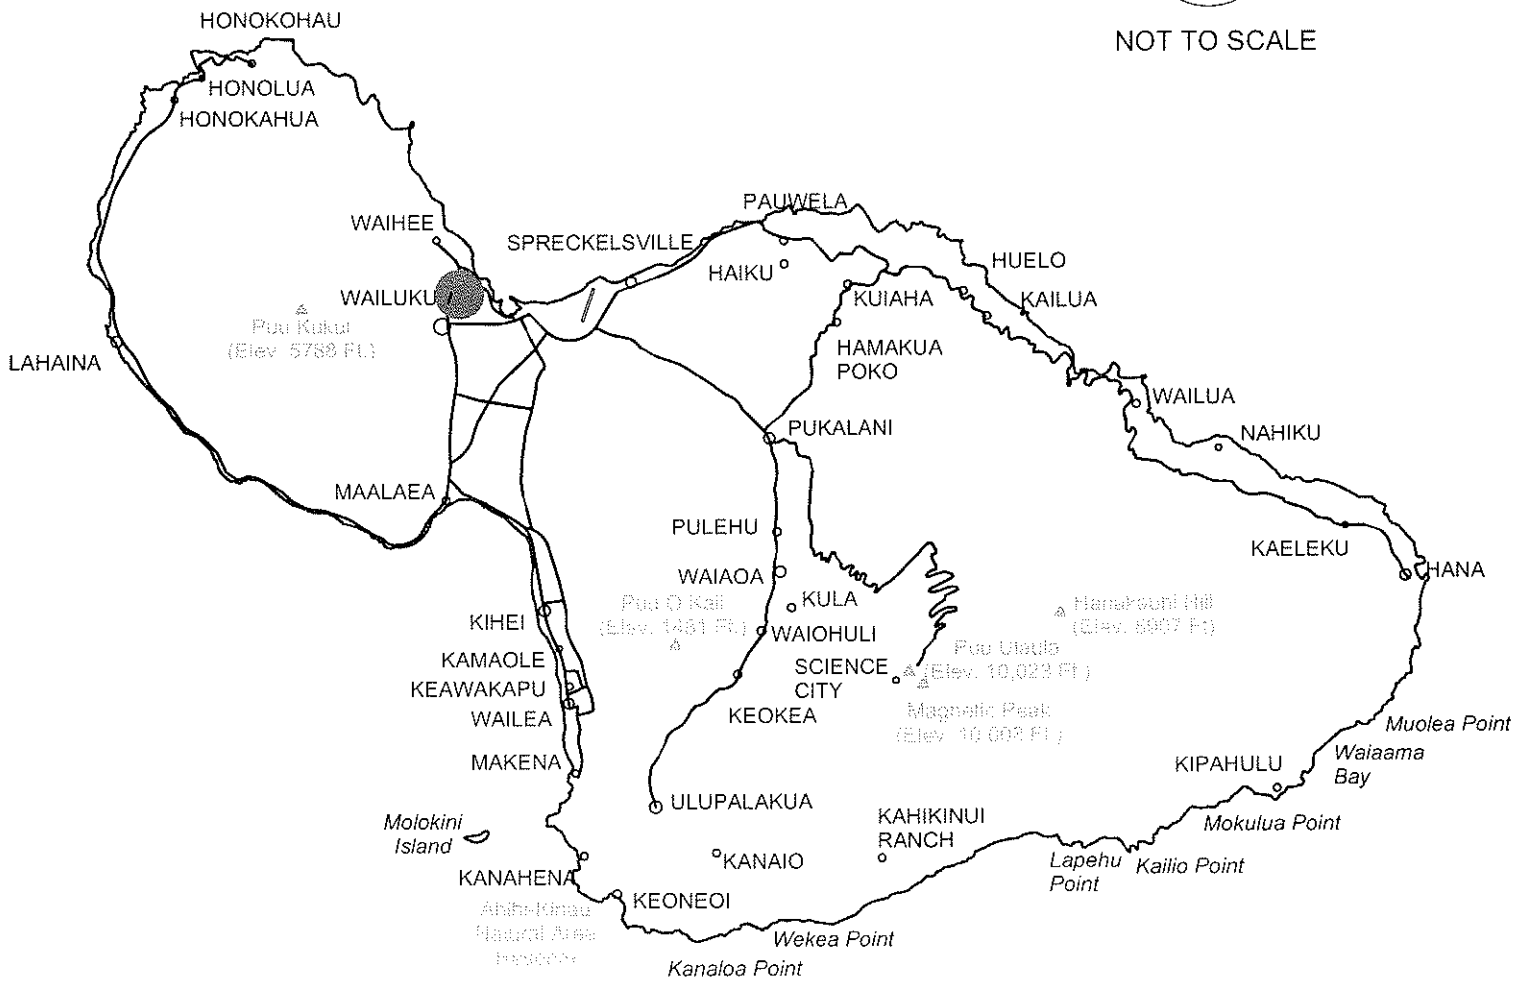 HONOKOHAU
NOT TO SCALE
HONOLUA
HONOKAHUA
PAUWELA
WAIHEE
SPRECKELSVILLE
HUELO
HAIKU
WAILUKU
KUIAHA
KAILUA
Puu Kukui
(Elev. 5788 Ft.)
HAMAKUA
POKO
LAHAINA
WAILUA
PUKALANI
NAHIKU
MAALAEA
PULEHU
KAELEKU
WAIAOA
HANA
KULA
Puu O Kali
(Elev. 1481 Ft.)
(Elev. 6907 Ft)
KIHEI
WAIOHULI
KAMAOLE
SCIENCE
CITY
Puu Ulaula
(Elev. 10,023 Ft.)
KEAWAKAPU
WAILEA
KEOKEA
Magnetic Peak
(Elev. 10,008 Ft.)
Muolea Point
MAKENA
KIPAHULU
Waiaama
Bay
ULUPALAKUA
Molokini
Island
KAHIKINUI
RANCH
Mokulua Point
KANAIO
Lapehu
Point
Kailio Point
KANAHENA
KEONEOI
Ahihi-Kinau
Natural Area
Wekea Point
Kanaloa Point